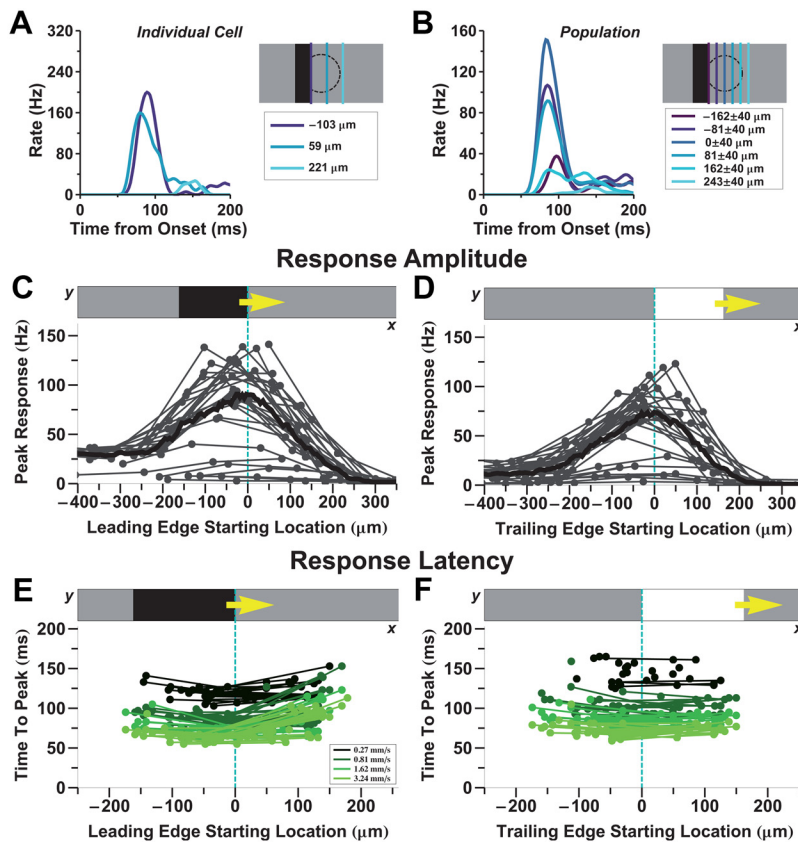 A
Individual Cell
Rate (Hz)
320
240
160
80
0
0
100
200
Time from Onset (ms)
−103 µm
59 µm
221 µm
B
Population
Rate (Hz)
160
120
80
40
0
0
100
200
Time from Onset (ms)
−162±40 µm
−81±40 µm
0±40 µm
81±40 µm
162±40 µm
243±40 µm
Response Amplitude
C
y
x
Peak Response (Hz)
150
100
50
0
−400 −300 −200 −100 0 100 200 300
Leading Edge Starting Location (µm)
D
y
x
Peak Response (Hz)
150
100
50
0
−400 −300 −200 −100 0 100 200 300
Trailing Edge Starting Location (µm)
Response Latency
E
y
x
Time To Peak (ms)
200
150
100
50
0
0.27 mm/s
0.81 mm/s
1.62 mm/s
3.24 mm/s
−200 −100 0 100 200
Leading Edge Starting Location (µm)
F
y
x
Time To Peak (ms)
200
150
100
50
0
−200 −100 0 100 200
Trailing Edge Starting Location (µm)